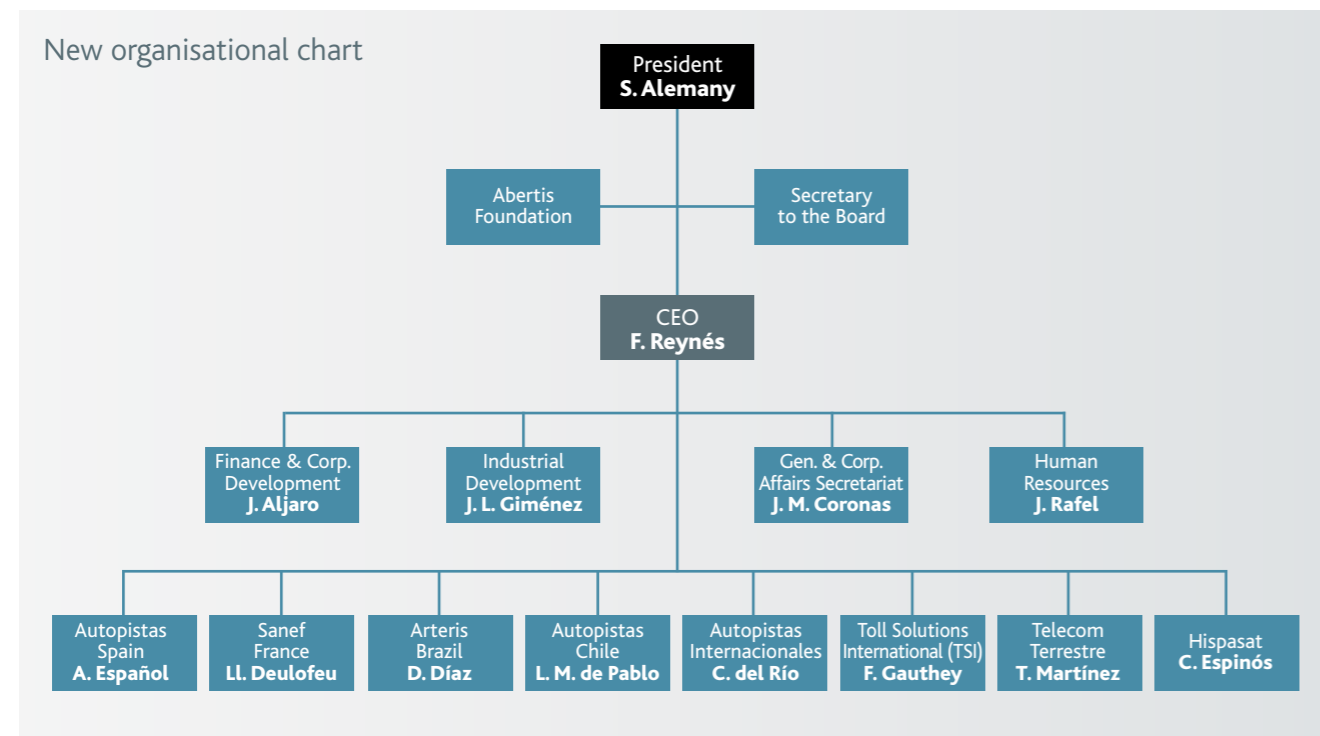 New organisational chart
President
S. Alemany
Abertis
Foundation
Secretary
to the Board
CEO
F. Reynés
Finance & Corp.
Development
J. Aljaro
Industrial
Development
J. L. Giménez
Gen. & Corp.
Affairs Secretariat
J. M. Coronas
Human
Resources
J. Rafel
Autopistas
Spain
A. Español
Sanef
France
Ll. Deulofeu
Arteris
Brazil
D. Díaz
Autopistas
Chile
L. M. de Pablo
Autopistas
Internacionales
C. del Río
Toll Solutions
International (TSI)
F. Gauthey
Telecom
Terrestre
T. Martínez
Hispasat
C. Espinós